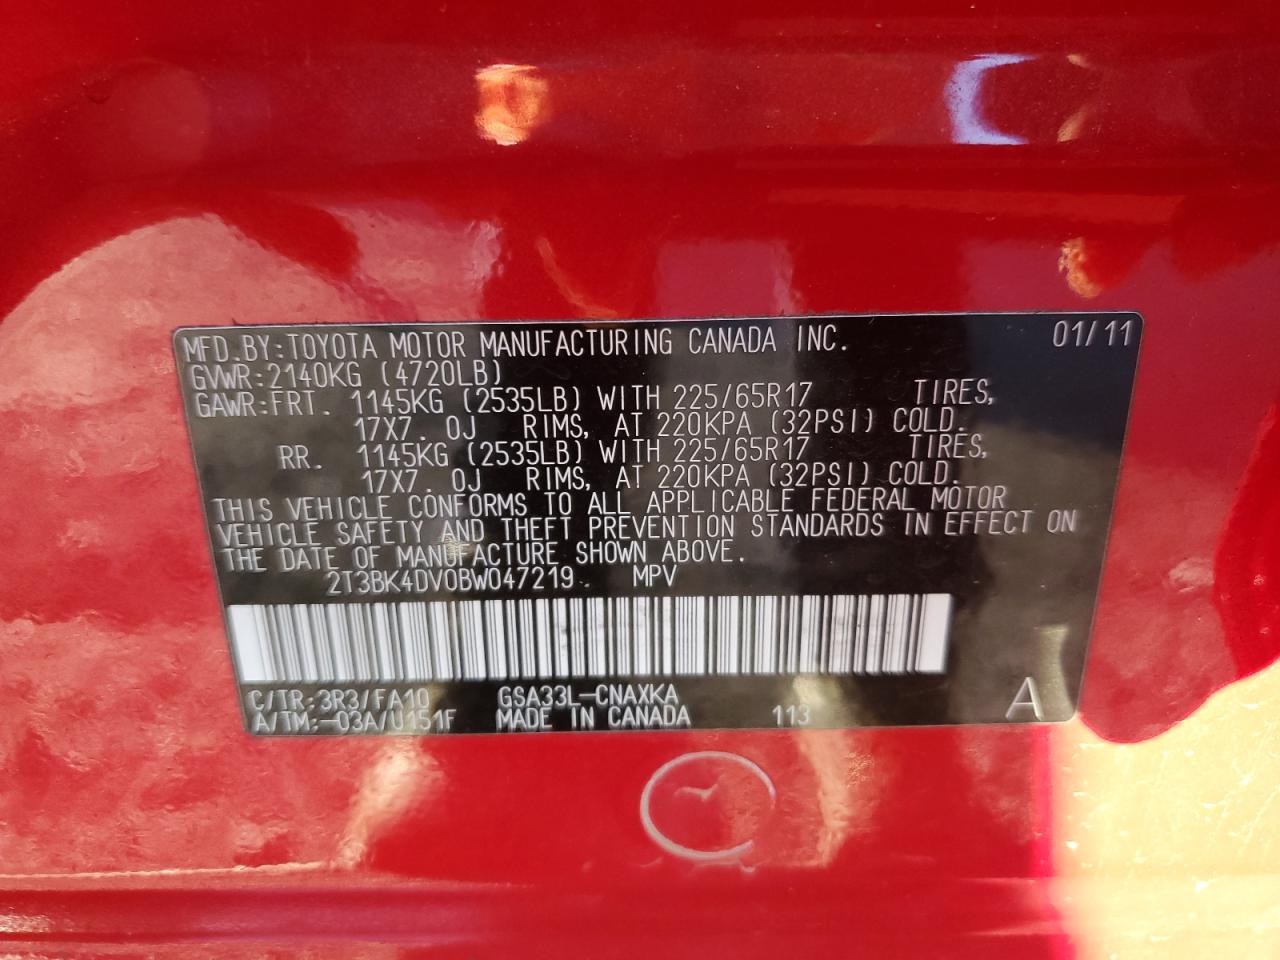 MFD.BY:TOYOTA MOTOR MANUFACTURING CANADA INC. 01/11
GVWR:2140KG (4720LB)
GAWR:FRT. 1145KG (2535LB) WITH 225/65R17 TIRES,
17X7.0J RIMS, AT 220KPA (32PSI) COLD.
RR. 1145KG (2535LB) WITH 225/65R17 TIRES,
17X7.0J RIMS, AT 220KPA (32PSI) COLD.
THIS VEHICLE CONFORMS TO ALL APPLICABLE FEDERAL MOTOR
VEHICLE SAFETY AND THEFT PREVENTION STANDARDS IN EFFECT ON
THE DATE OF MANUFACTURE SHOWN ABOVE.
2T3BK4DV0BW047219. MPV
C/TR:3R3/FA10 GSA33L-CNAXKA
A/TM:-03A/U151F MADE IN CANADA 113 A